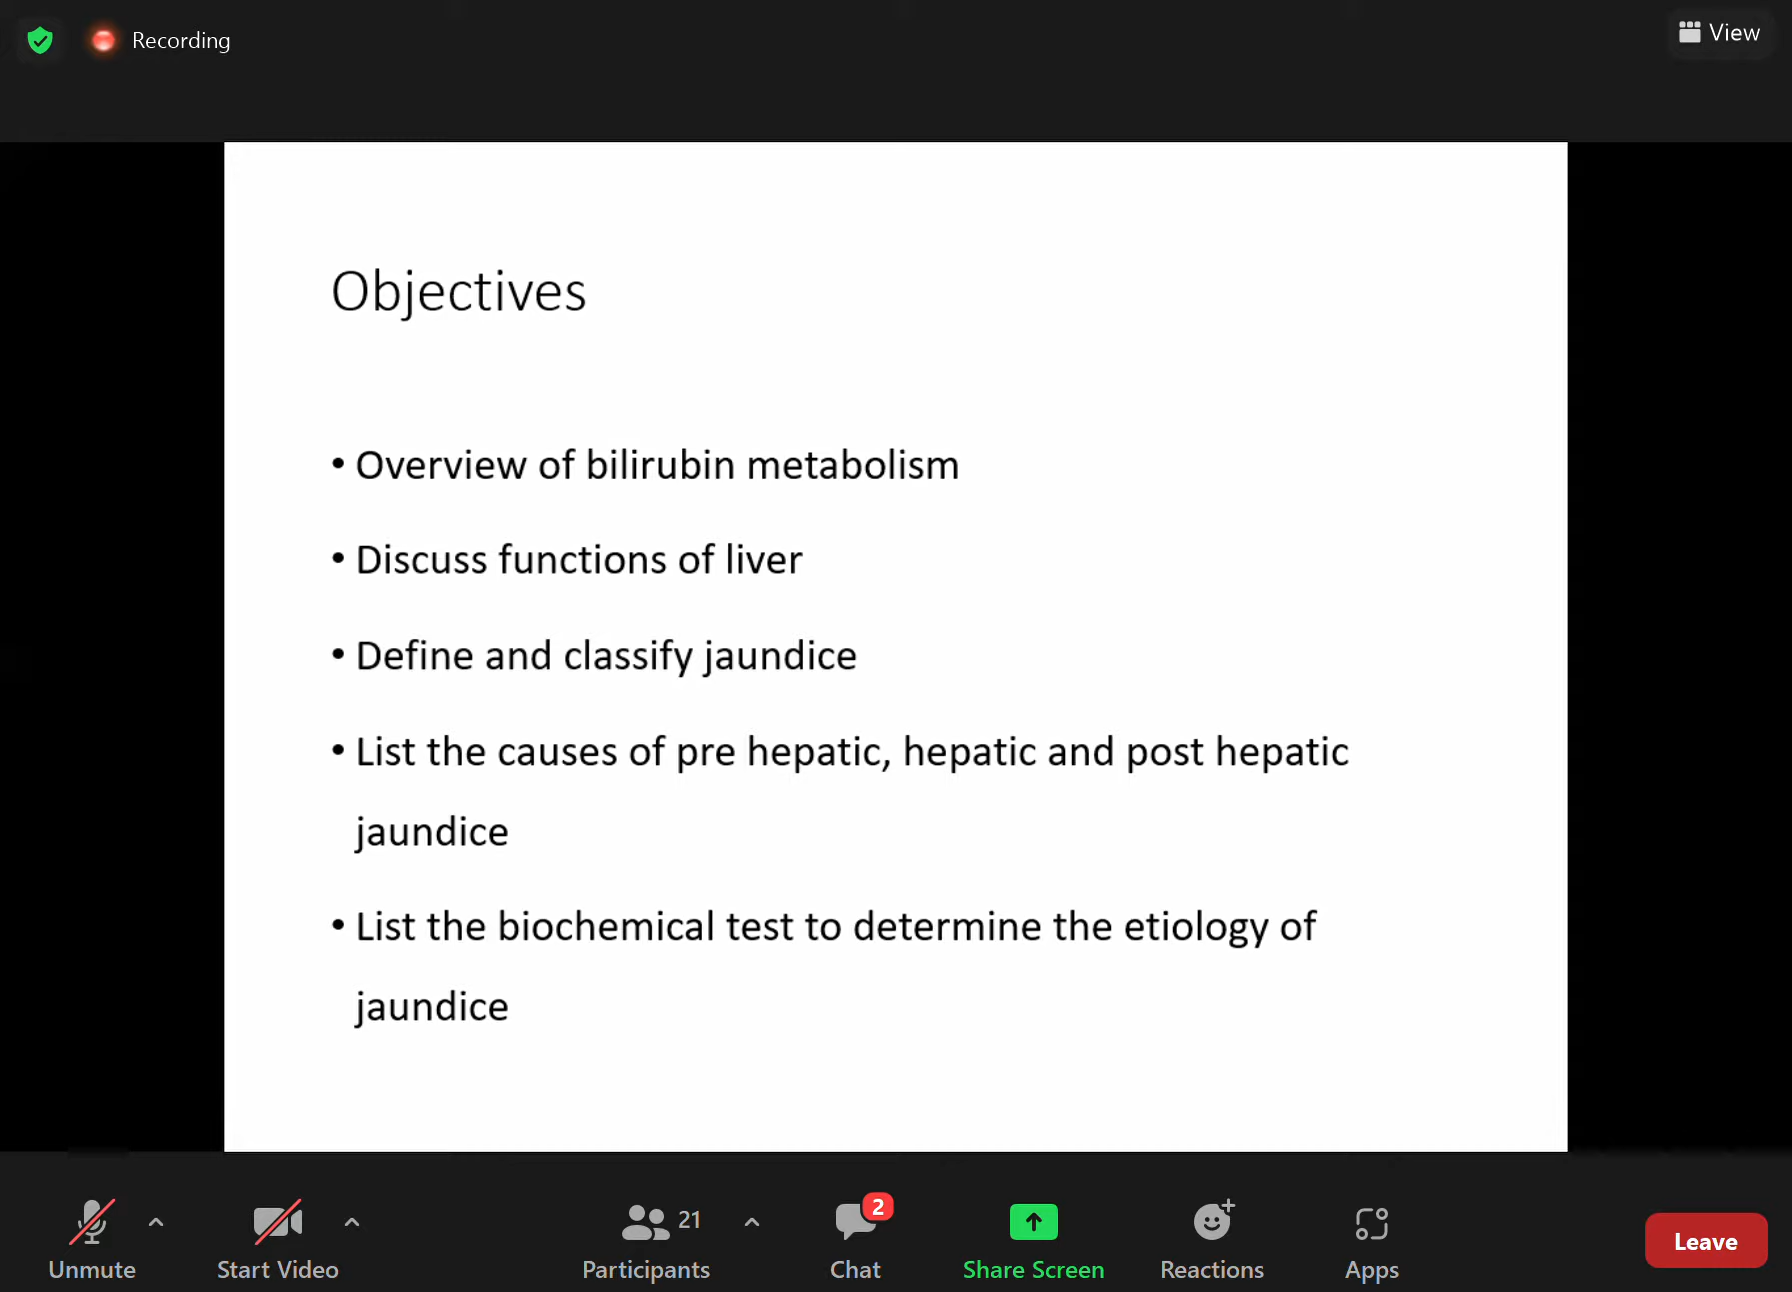 Recording
View
Objectives
• Overview of bilirubin metabolism
• Discuss functions of liver
• Define and classify jaundice
• List the causes of pre hepatic, hepatic and post hepatic
jaundice
• List the biochemical test to determine the etiology of
jaundice
21
2
Unmute
Start Video
Participants
Chat
Share Screen
Reactions
Apps
Leave